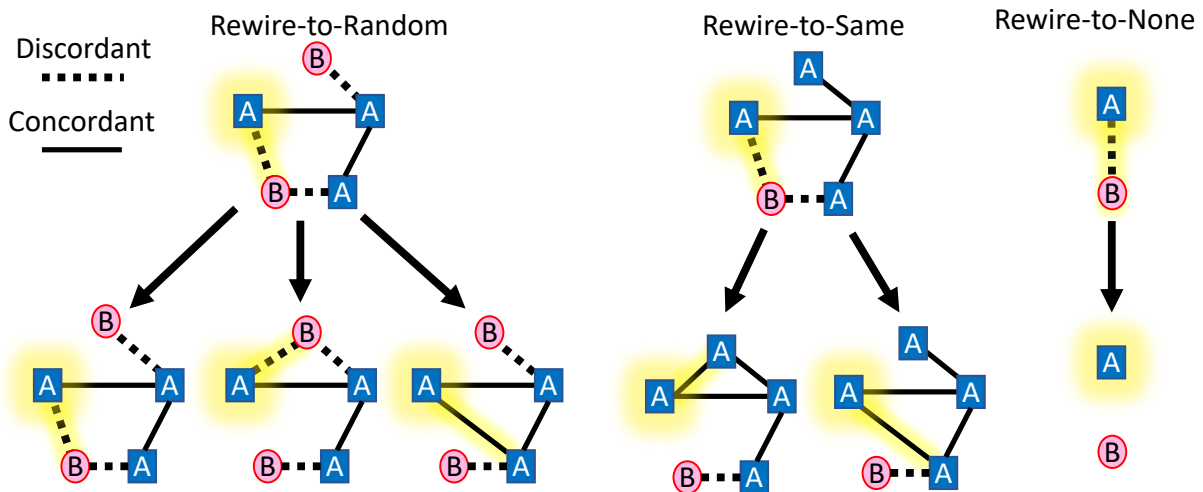 Discordant
Concordant
Rewire-to-Random
B
A A
B A
B
A A
B A
B
A A
B A
B
A A
B A
Rewire-to-Same
A
A A
B A
A
A A
B A
A
A A
B A
Rewire-to-None
A
B
A
B